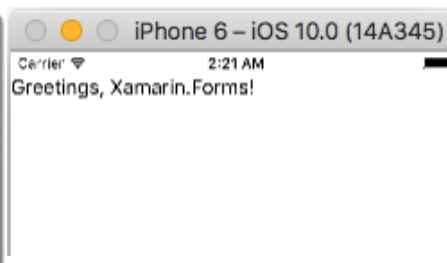 iPhone 6 – iOS 10.0 (14A345)
Carrier 2:21 AM
Greetings, Xamarin.Forms!